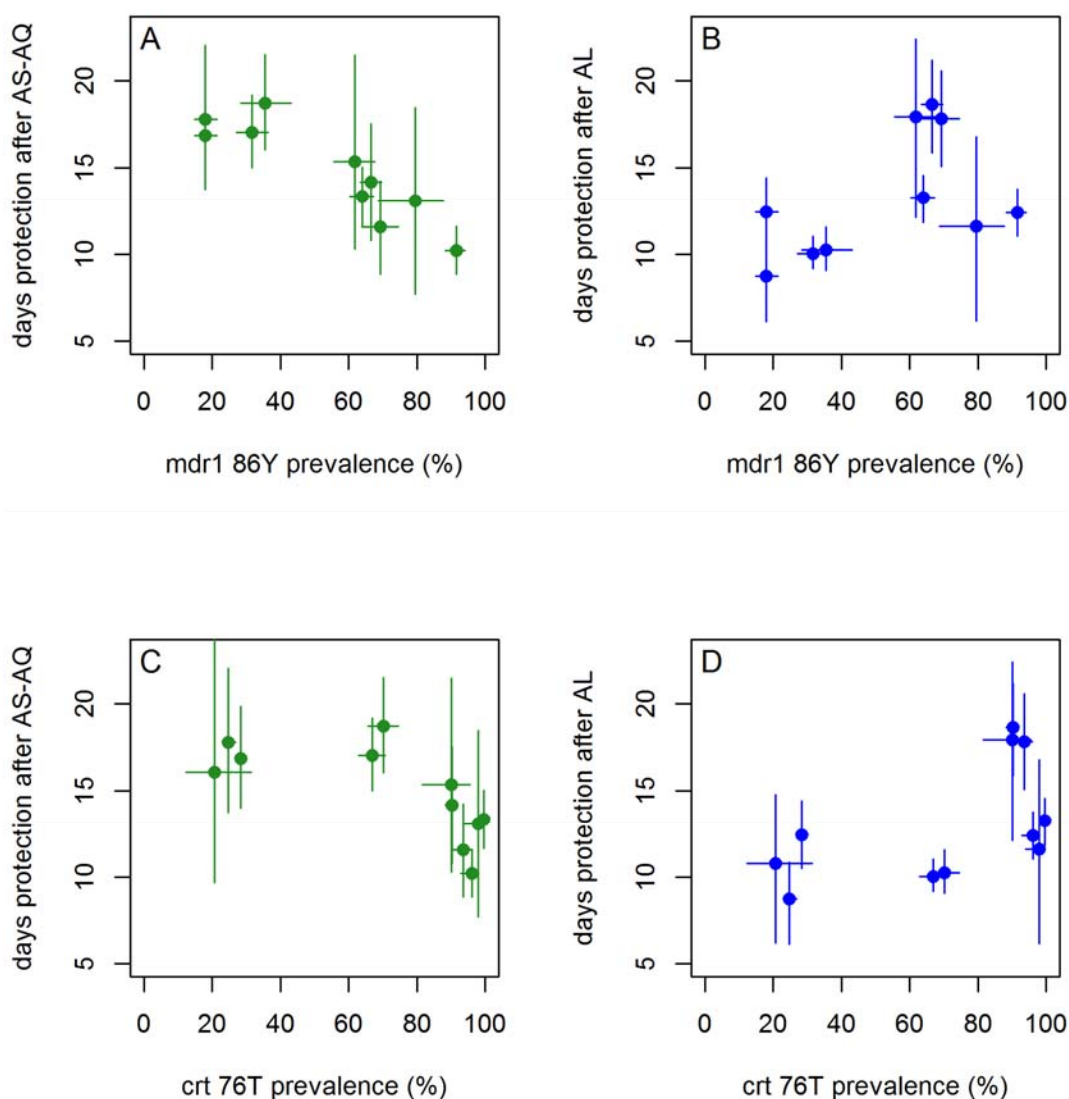 A
days protection after AS-AQ
20
15
10
5
0 20 40 60 80 100
mdr1 86Y prevalence (%)
B
days protection after AL
20
15
10
5
0 20 40 60 80 100
mdr1 86Y prevalence (%)
C
days protection after AS-AQ
20
15
10
5
0 20 40 60 80 100
crt 76T prevalence (%)
D
days protection after AL
20
15
10
5
0 20 40 60 80 100
crt 76T prevalence (%)